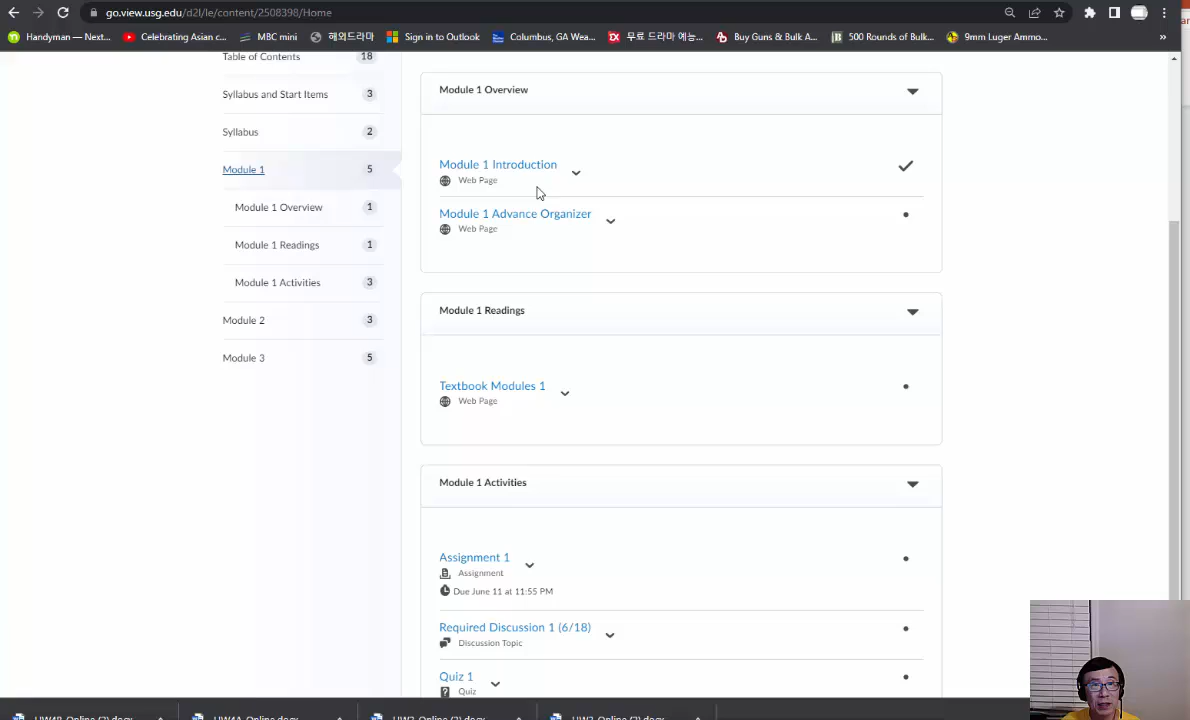 go.view.usg.edu/d2l/le/content/2508398/Home
Handyman — Next...
Celebrating Asian c...
MBC mini
해외드라마
Sign in to Outlook
Columbus, GA Wea...
무료 드라마 예능...
Buy Guns & Bulk A...
500 Rounds of Bulk...
9mm Luger Ammo...
»
Table of Contents 18
Syllabus and Start Items 3
Syllabus 2
Module 1 5
Module 1 Overview 1
Module 1 Readings 1
Module 1 Activities 3
Module 2 3
Module 3 5
Module 1 Overview
Module 1 Introduction
Web Page
Module 1 Advance Organizer
Web Page
Module 1 Readings
Textbook Modules 1
Web Page
Module 1 Activities
Assignment 1
Assignment
Due June 11 at 11:55 PM
Required Discussion 1 (6/18)
Discussion Topic
Quiz 1
Quiz